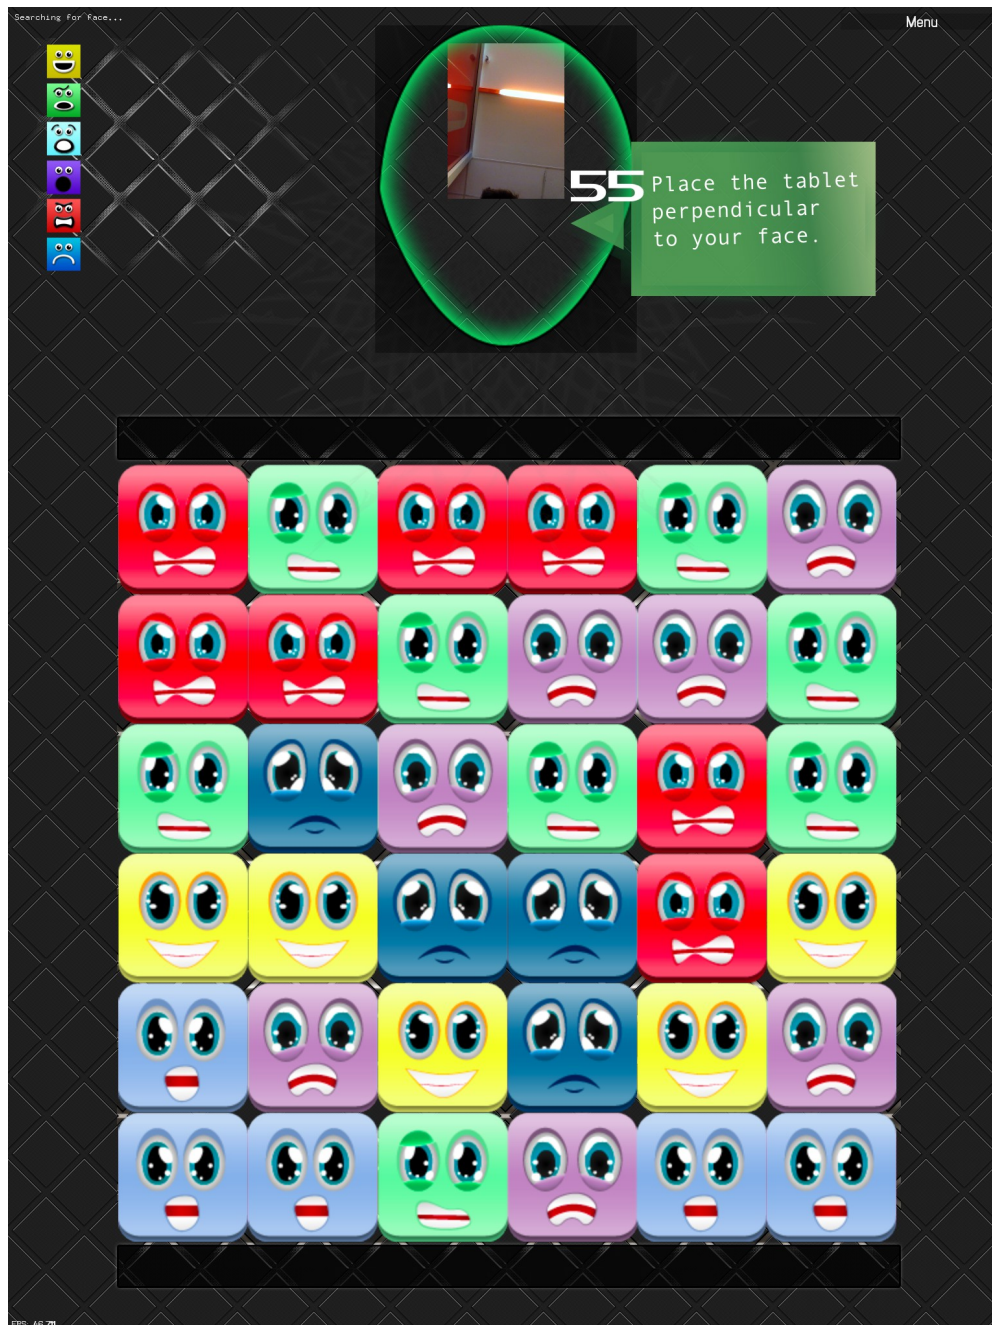 Searching for face...
Menu
55
Place the tablet
perpendicular
to your face.